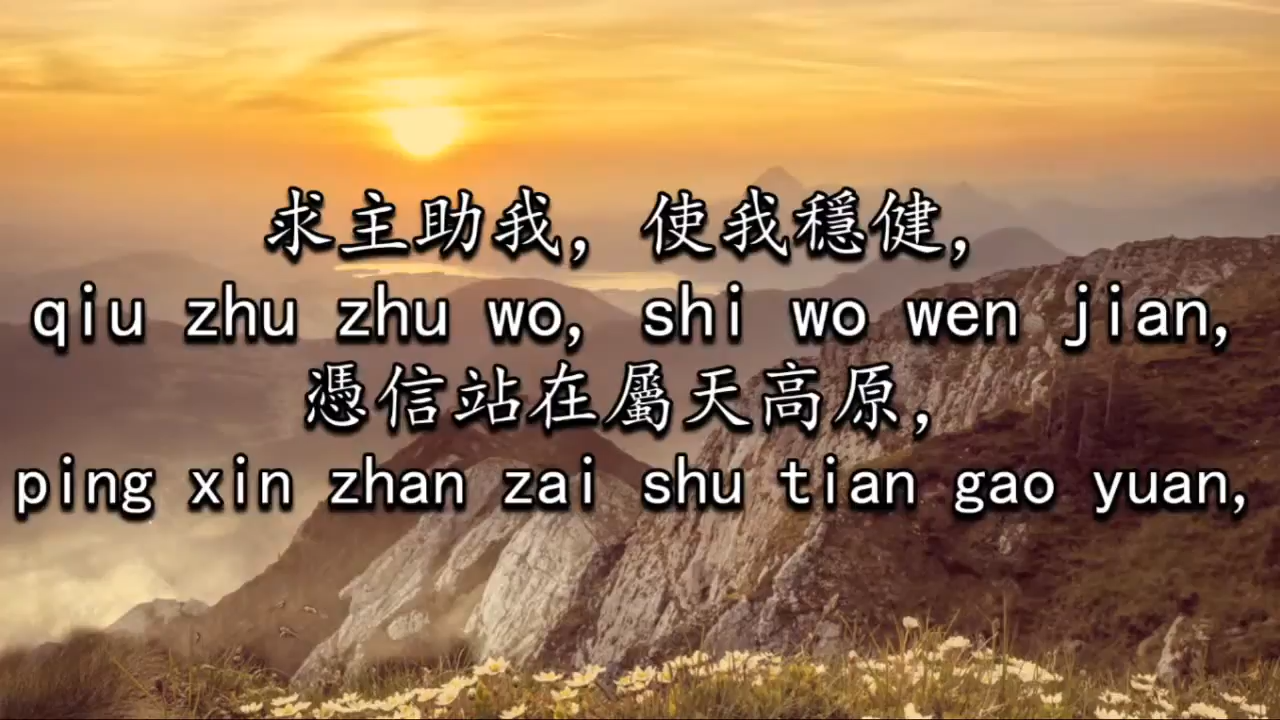 求主助我，使我穩健，
qiu zhu zhu wo, shi wo wen jian,
憑信站在屬天高原，
ping xin zhan zai shu tian gao yuan,